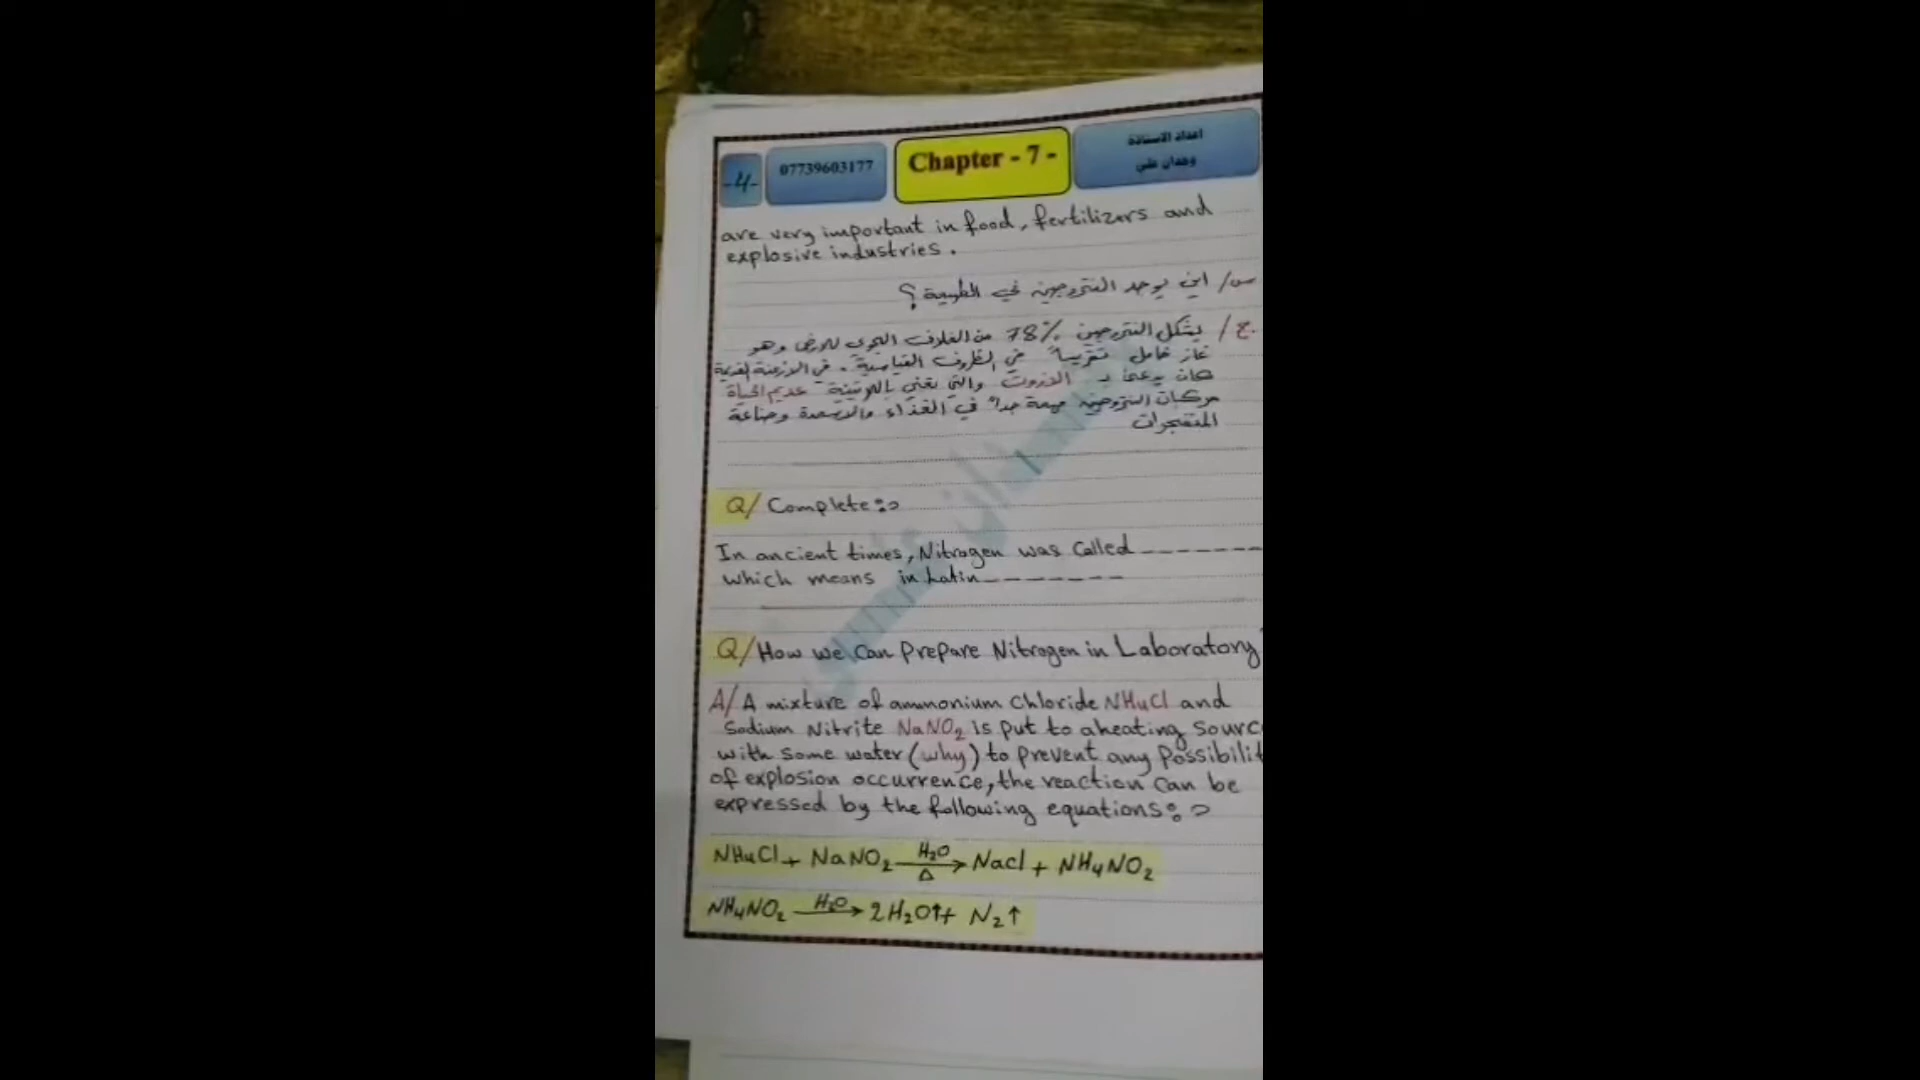 -4-
07739603177
Chapter - 7 -
اعداد الاستاذة
وجدان علي
are very important in food, fertilizers and
explosive industries.
س/ اين يوجد النتروجين في الطبيعة؟
ج/ يشكل النتروجين 78% من الغلاف الجوي للارض وهو
غاز خامل تقريباً في الظروف القياسية. في الازمنة القديمة
كان يدعى بـ الازوت والتي تعني باللاتينية عديم الحياة
مركبات النتروجين مهمة جداً في الغذاء والاسمدة وصناعة
المتفجرات
Q/ Complete:
In ancient times, Nitrogen was called --------
which means in Latin--------
Q/ How we can prepare Nitrogen in Laboratory
A/ A mixture of ammonium chloride NH4Cl and
Sodium Nitrite NaNO2 is put to aheating sourc
with some water (why) to prevent any possibilit
of explosion occurrence, the reaction can be
expressed by the following equations:
NH4Cl + NaNO2 H2O Δ → Nacl + NH4NO2
NH4NO2 H2O → 2H2O↑+ N2↑